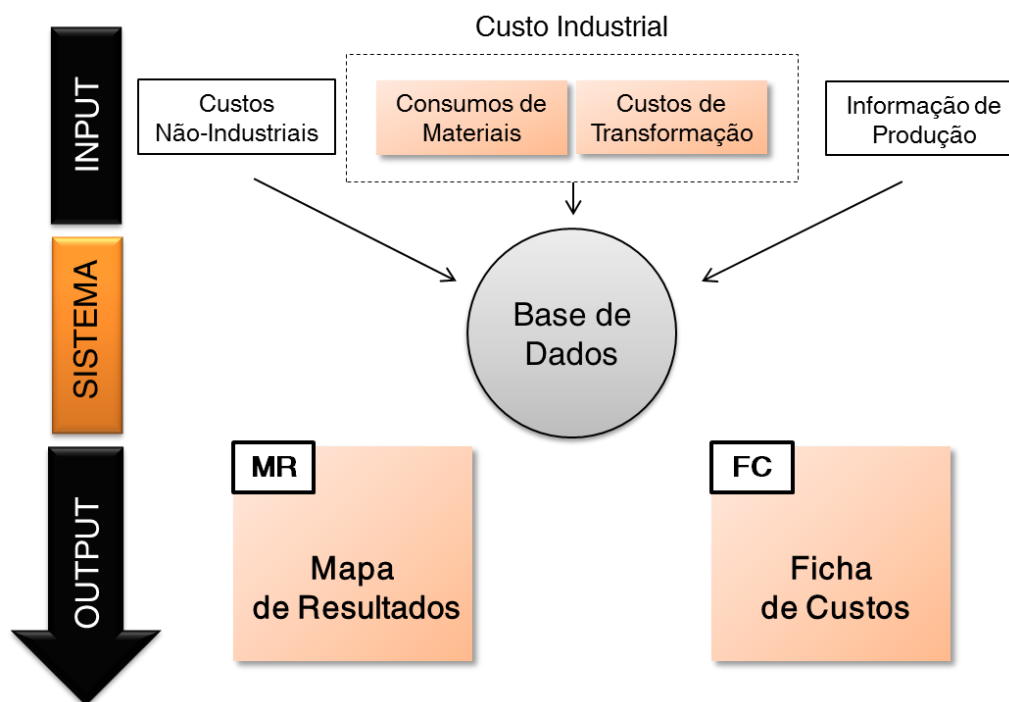 Custo Industrial
INPUT
Custos
Não-Industriais
Consumos de
Materiais
Custos de
Transformação
Informação de
Produção
SISTEMA
Base de
Dados
OUTPUT
MR
Mapa
de Resultados
FC
Ficha
de Custos